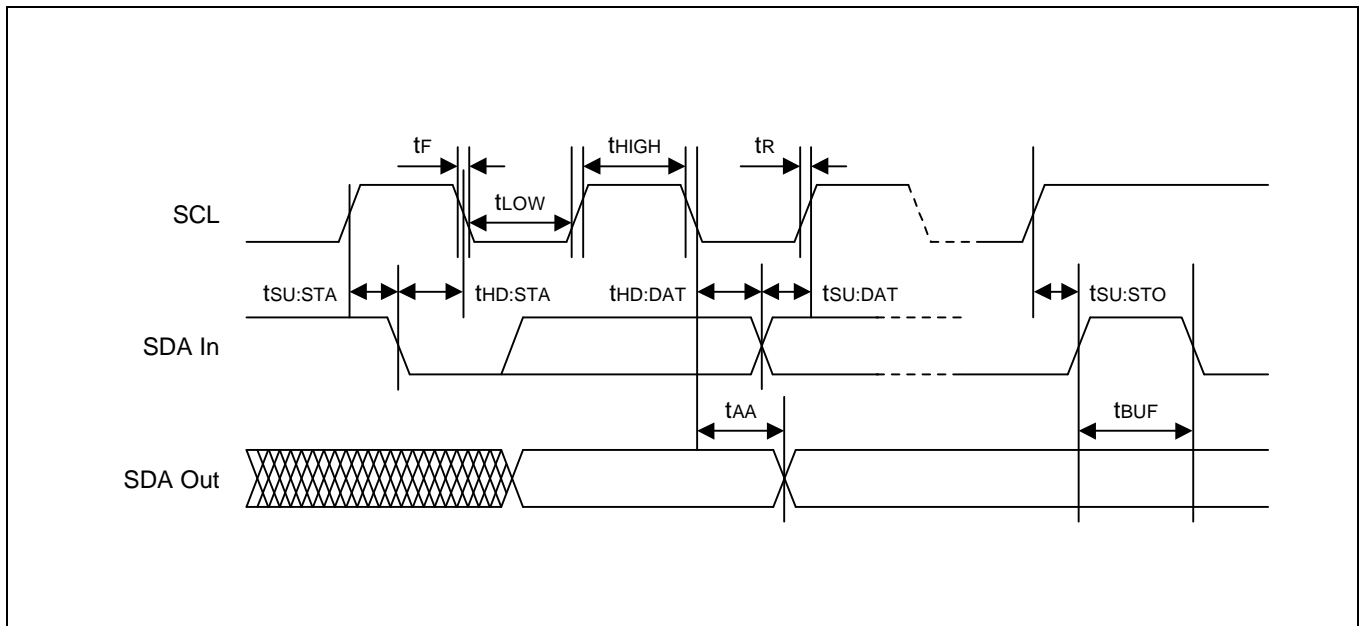 tF
tHIGH
tR
SCL
tLOW
tSU:STA
tHD:STA
tHD:DAT
tSU:DAT
tSU:STO
SDA In
tAA
tBUF
SDA Out